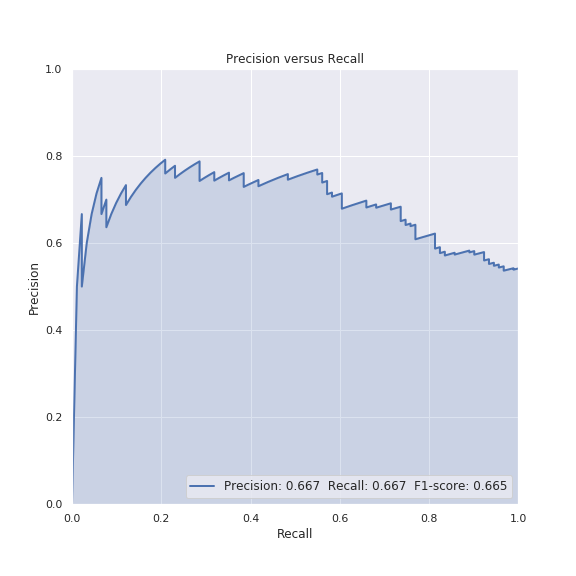 Precision versus Recall
1.0
0.8
0.6
0.4
0.2
0.0
Precision
Precision: 0.667  Recall: 0.667  F1-score: 0.665
0.0 0.2 0.4 0.6 0.8 1.0
Recall